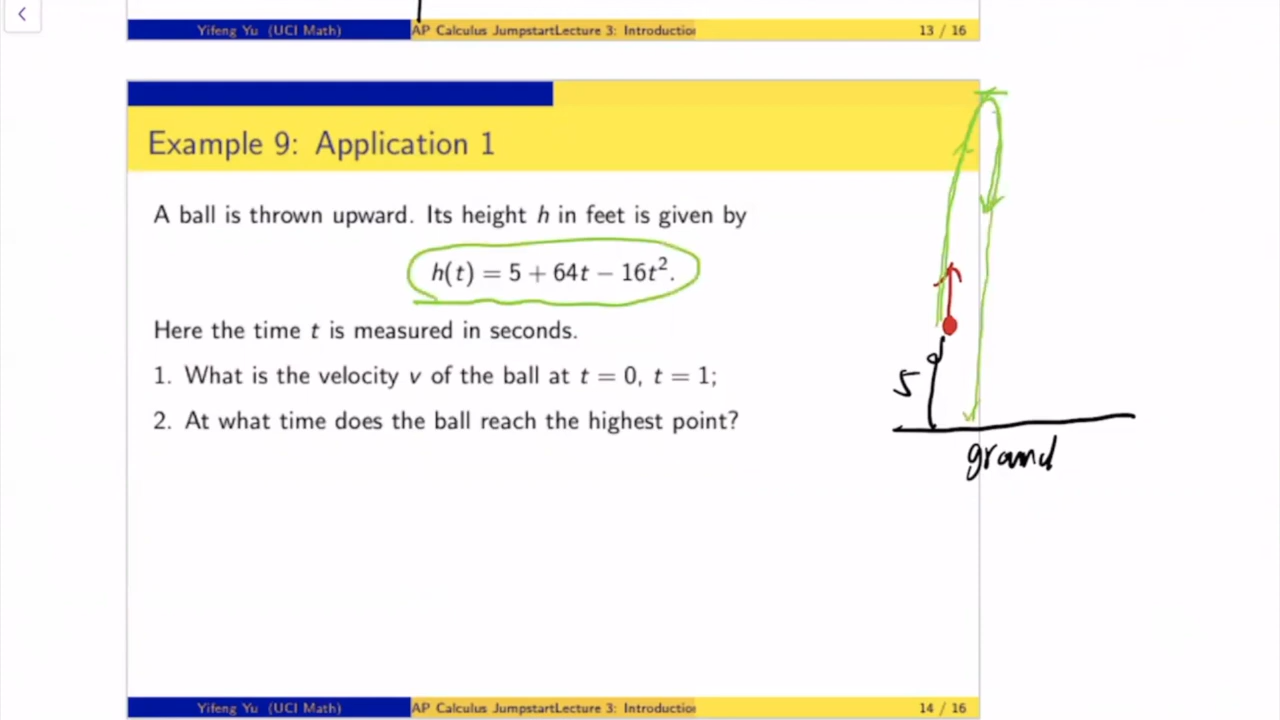 Yifeng Yu (UCI Math) AP Calculus JumpstartLecture 3: Introduction 13 / 16
Example 9: Application 1
A ball is thrown upward. Its height h in feet is given by
h(t) = 5 + 64t − 16t².
Here the time t is measured in seconds.
1. What is the velocity v of the ball at t = 0, t = 1;
2. At what time does the ball reach the highest point?
5
grand
Yifeng Yu (UCI Math) AP Calculus JumpstartLecture 3: Introduction 14 / 16